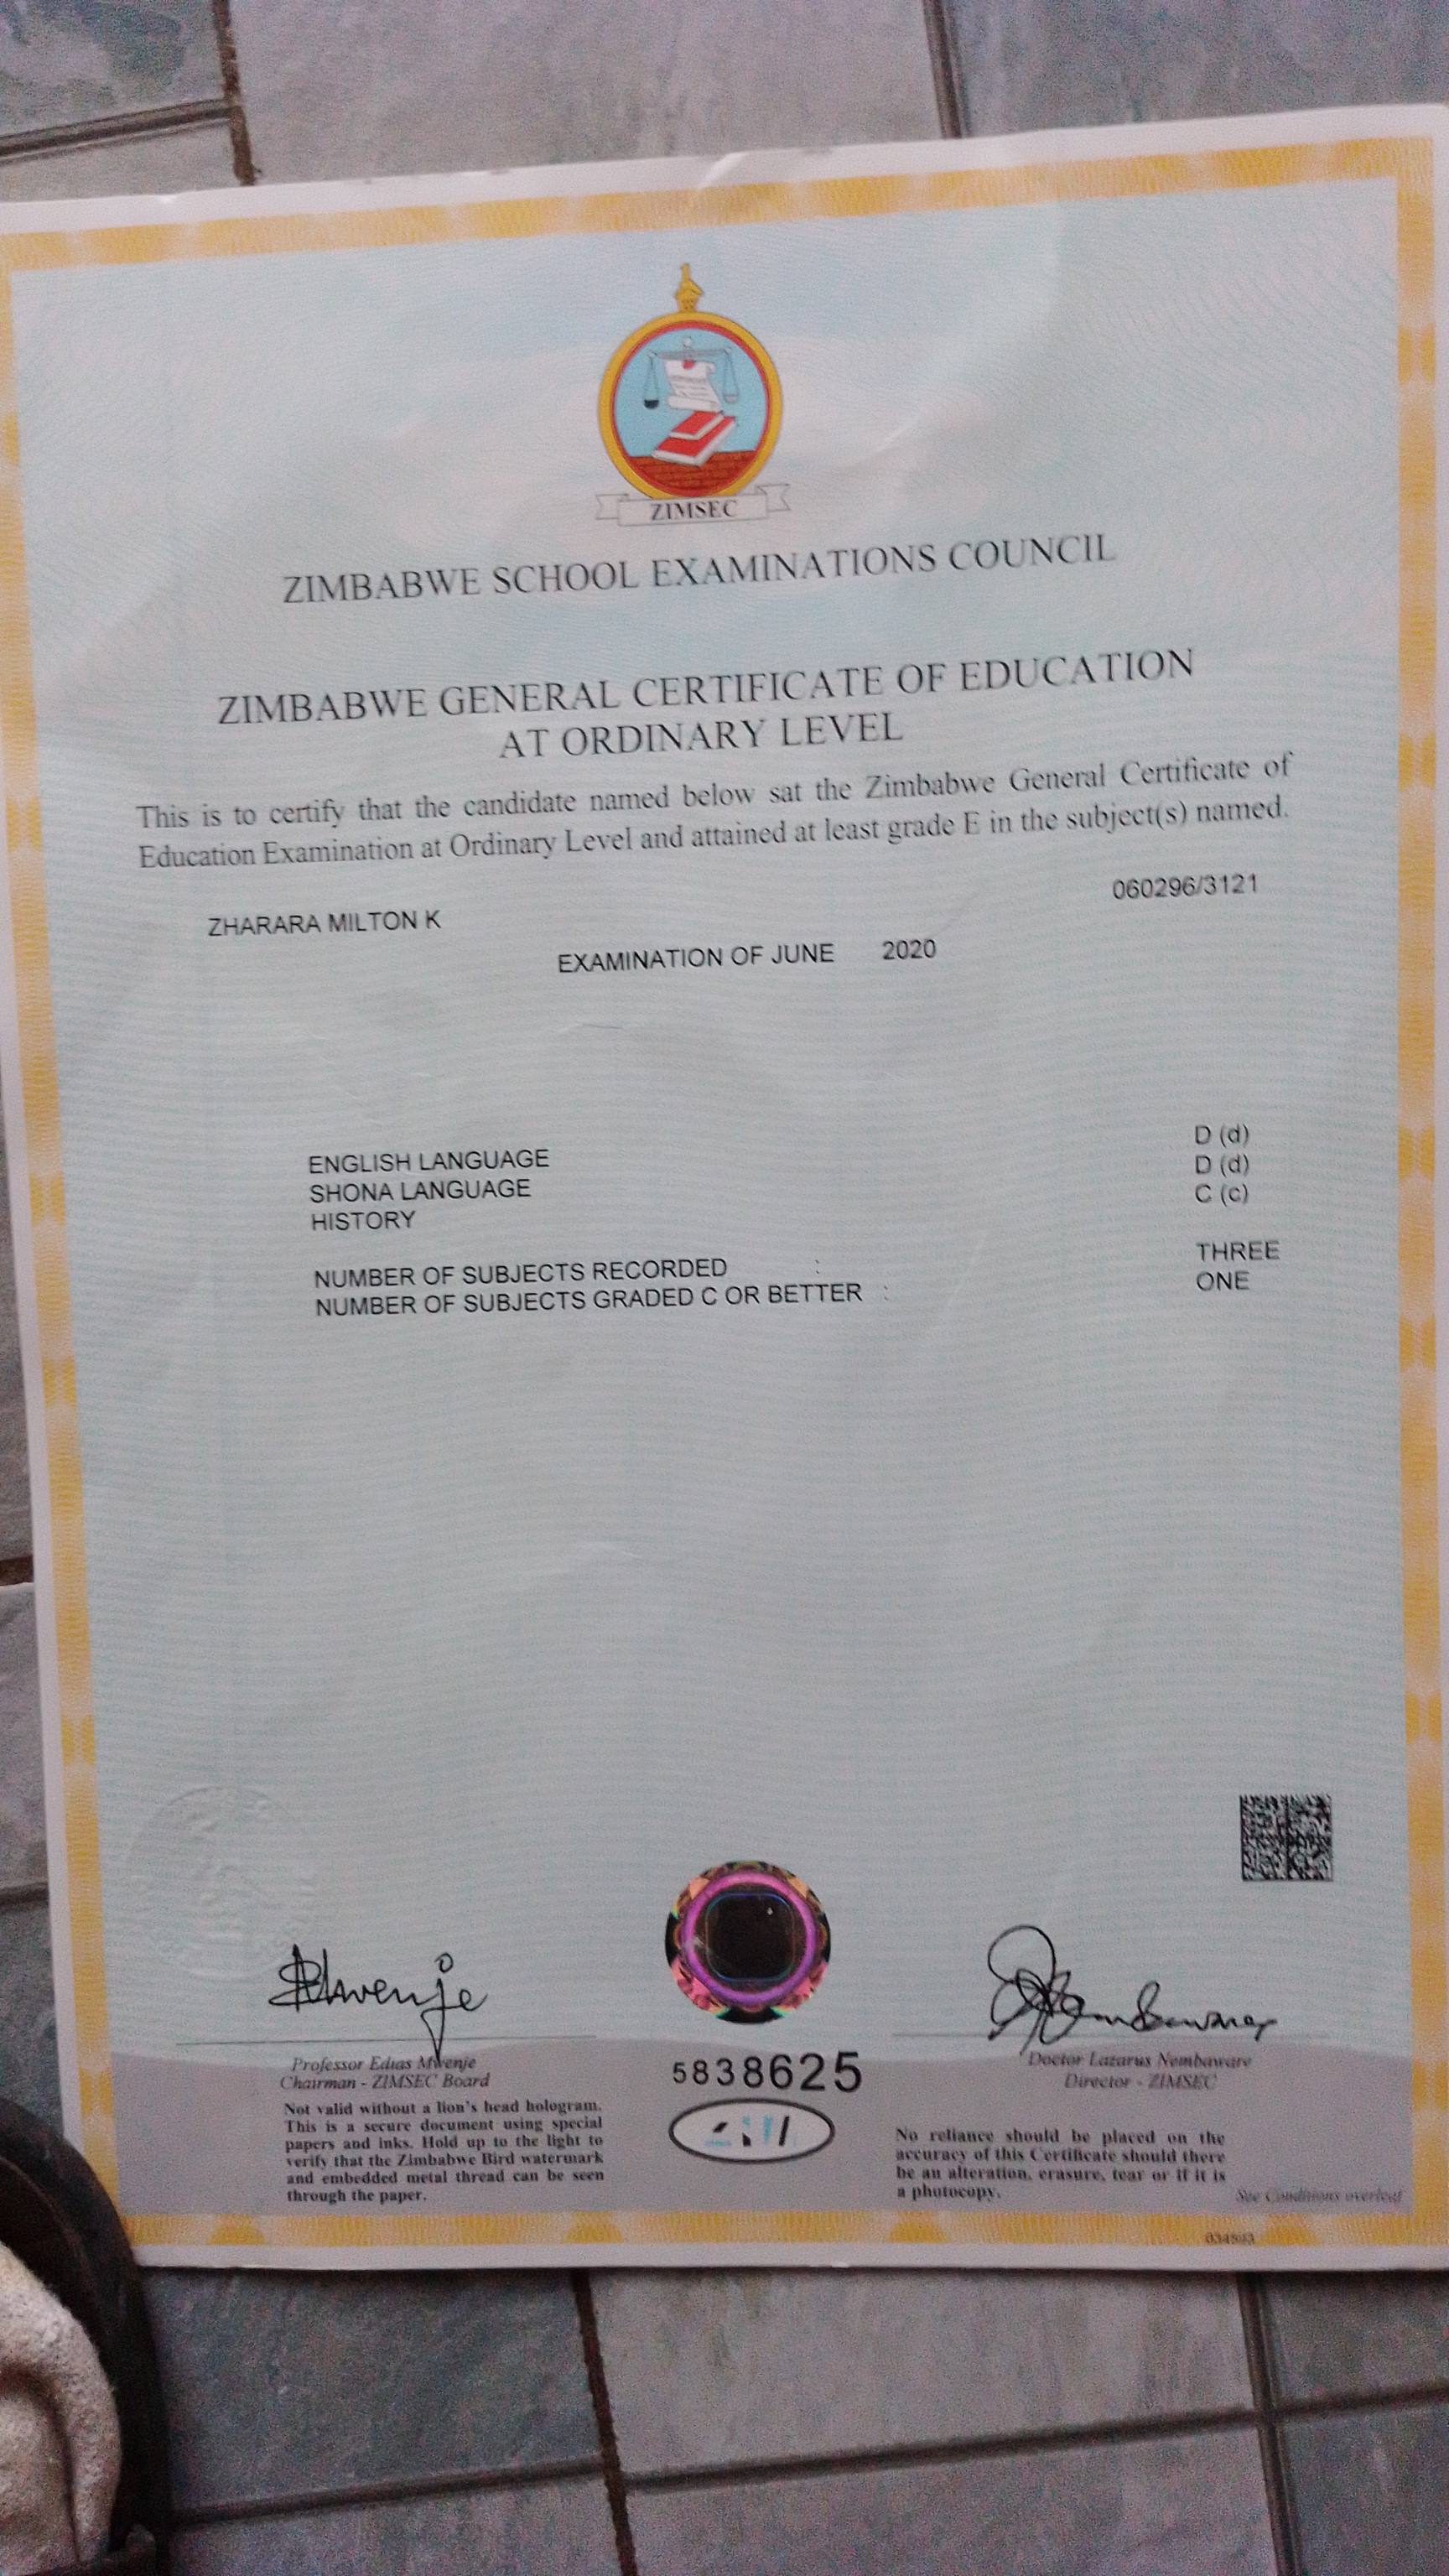 ZIMSEC
ZIMBABWE SCHOOL EXAMINATIONS COUNCIL
ZIMBABWE GENERAL CERTIFICATE OF EDUCATION
AT ORDINARY LEVEL
This is to certify that the candidate named below sat the Zimbabwe General Certificate of
Education Examination at Ordinary Level and attained at least grade E in the subject(s) named.
060296/3121
ZHARARA MILTON K
EXAMINATION OF JUNE 2020
ENGLISH LANGUAGE D (d)
SHONA LANGUAGE D (d)
HISTORY C (c)
NUMBER OF SUBJECTS RECORDED : THREE
NUMBER OF SUBJECTS GRADED C OR BETTER : ONE
Professor Edias Mwenje
Chairman - ZIMSEC Board
Not valid without a lion's head hologram.
This is a secure document using special
papers and inks. Hold up to the light to
verify that the Zimbabwe Bird watermark
and embedded metal thread can be seen
through the paper.
5838625
Doctor Lazarus Nembaware
Director - ZIMSEC
No reliance should be placed on the
accuracy of this Certificate should there
be an alteration, erasure, tear or if it is
a photocopy.
See Conditions overleaf